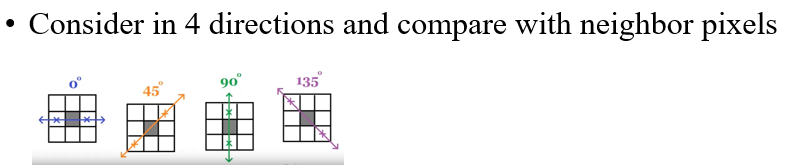 • Consider in 4 directions and compare with neighbor pixels
0° 45° 90° 135°